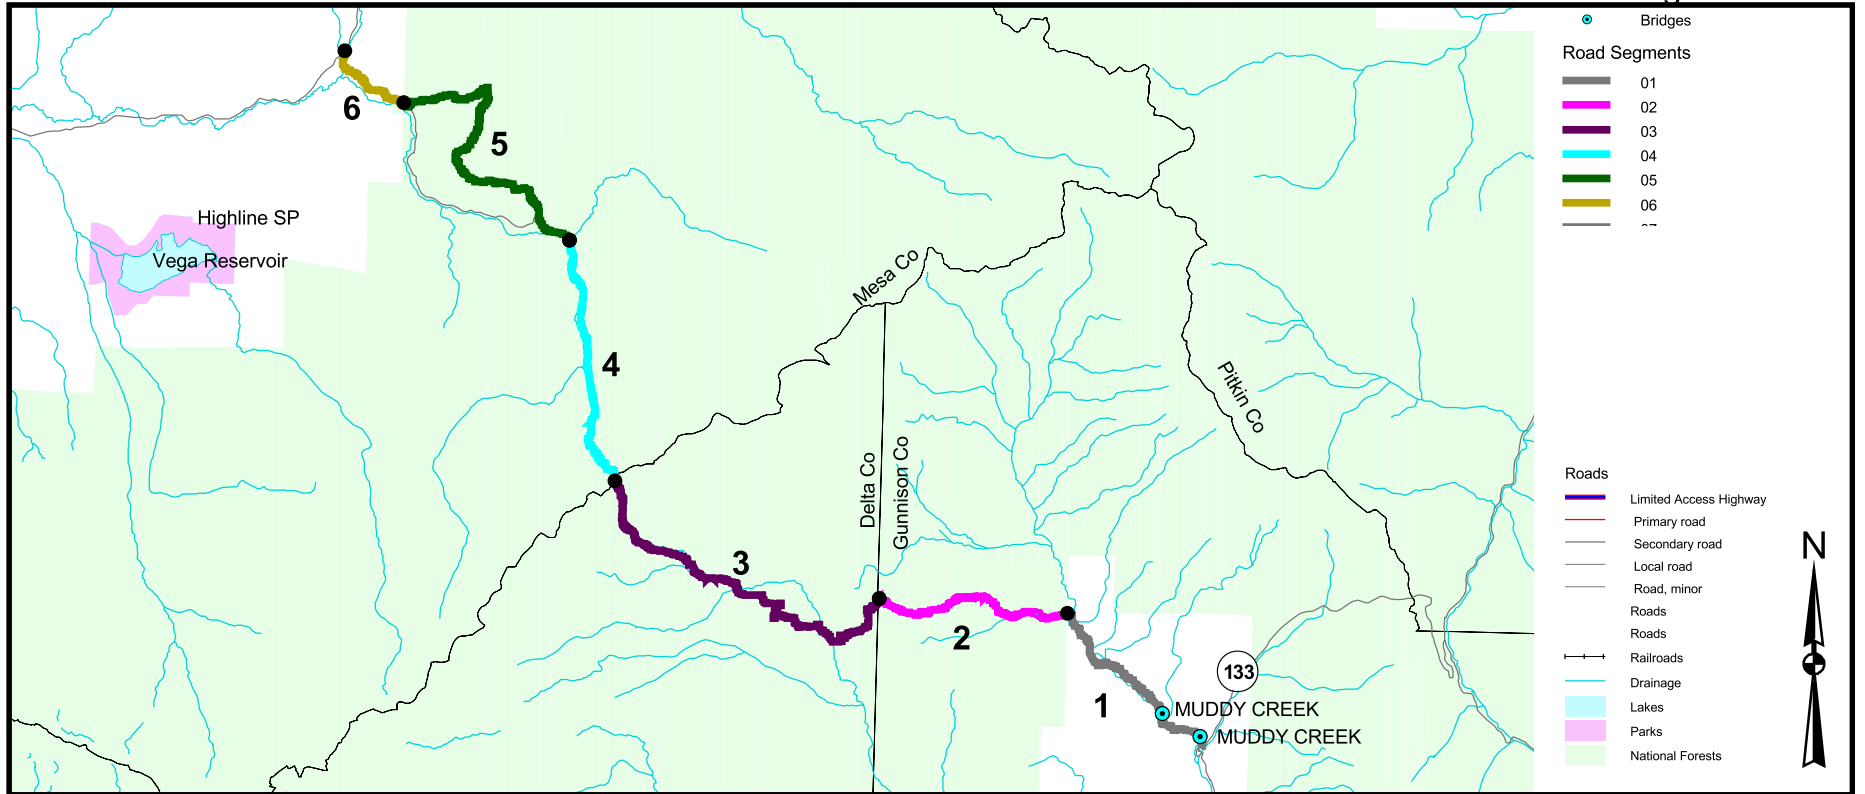 Bridges
Road Segments
01
02
03
04
05
06
6
5
Highline SP
Vega Reservoir
Mesa Co
4
Pitkin Co
Delta Co
Gunnison Co
3
2
1
133
MUDDY CREEK
MUDDY CREEK
Roads
Limited Access Highway
Primary road
Secondary road
Local road
Road, minor
Roads
Roads
Railroads
Drainage
Lakes
Parks
National Forests
N